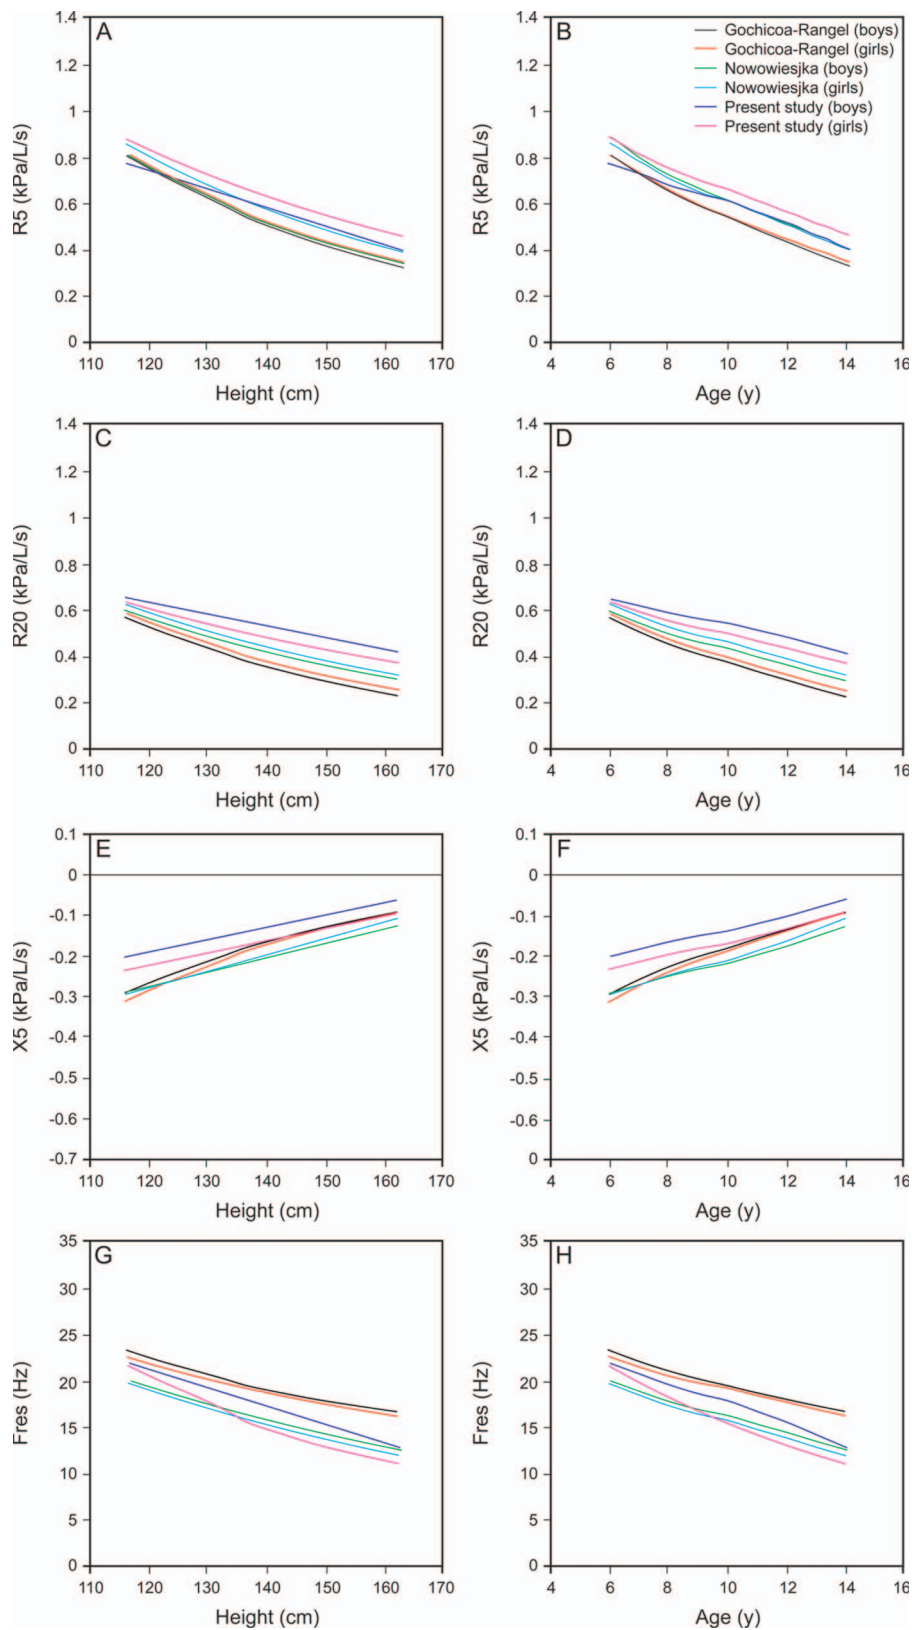 A
R5 (kPa/L/s)
1.4
1.2
1
0.8
0.6
0.4
0.2
0
110 120 130 140 150 160 170
Height (cm)
B
Gochicoa-Rangel (boys)
Gochicoa-Rangel (girls)
Nowowiesjka (boys)
Nowowiesjka (girls)
Present study (boys)
Present study (girls)
R5 (kPa/L/s)
1.4
1.2
1
0.8
0.6
0.4
0.2
0
4 6 8 10 12 14 16
Age (y)
C
R20 (kPa/L/s)
1.4
1.2
1
0.8
0.6
0.4
0.2
0
110 120 130 140 150 160 170
Height (cm)
D
R20 (kPa/L/s)
1.4
1.2
1
0.8
0.6
0.4
0.2
0
4 6 8 10 12 14 16
Age (y)
E
X5 (kPa/L/s)
0.1
0
-0.1
-0.2
-0.3
-0.4
-0.5
-0.6
-0.7
110 120 130 140 150 160 170
Height (cm)
F
X5 (kPa/L/s)
0.1
0
-0.1
-0.2
-0.3
-0.4
-0.5
-0.6
0
4 6 8 10 12 14 16
Age (y)
G
Fres (Hz)
35
30
25
20
15
10
5
0
110 120 130 140 150 160 170
Height (cm)
H
Fres (Hz)
35
30
25
20
15
10
5
0
4 6 8 10 12 14 16
Age (y)